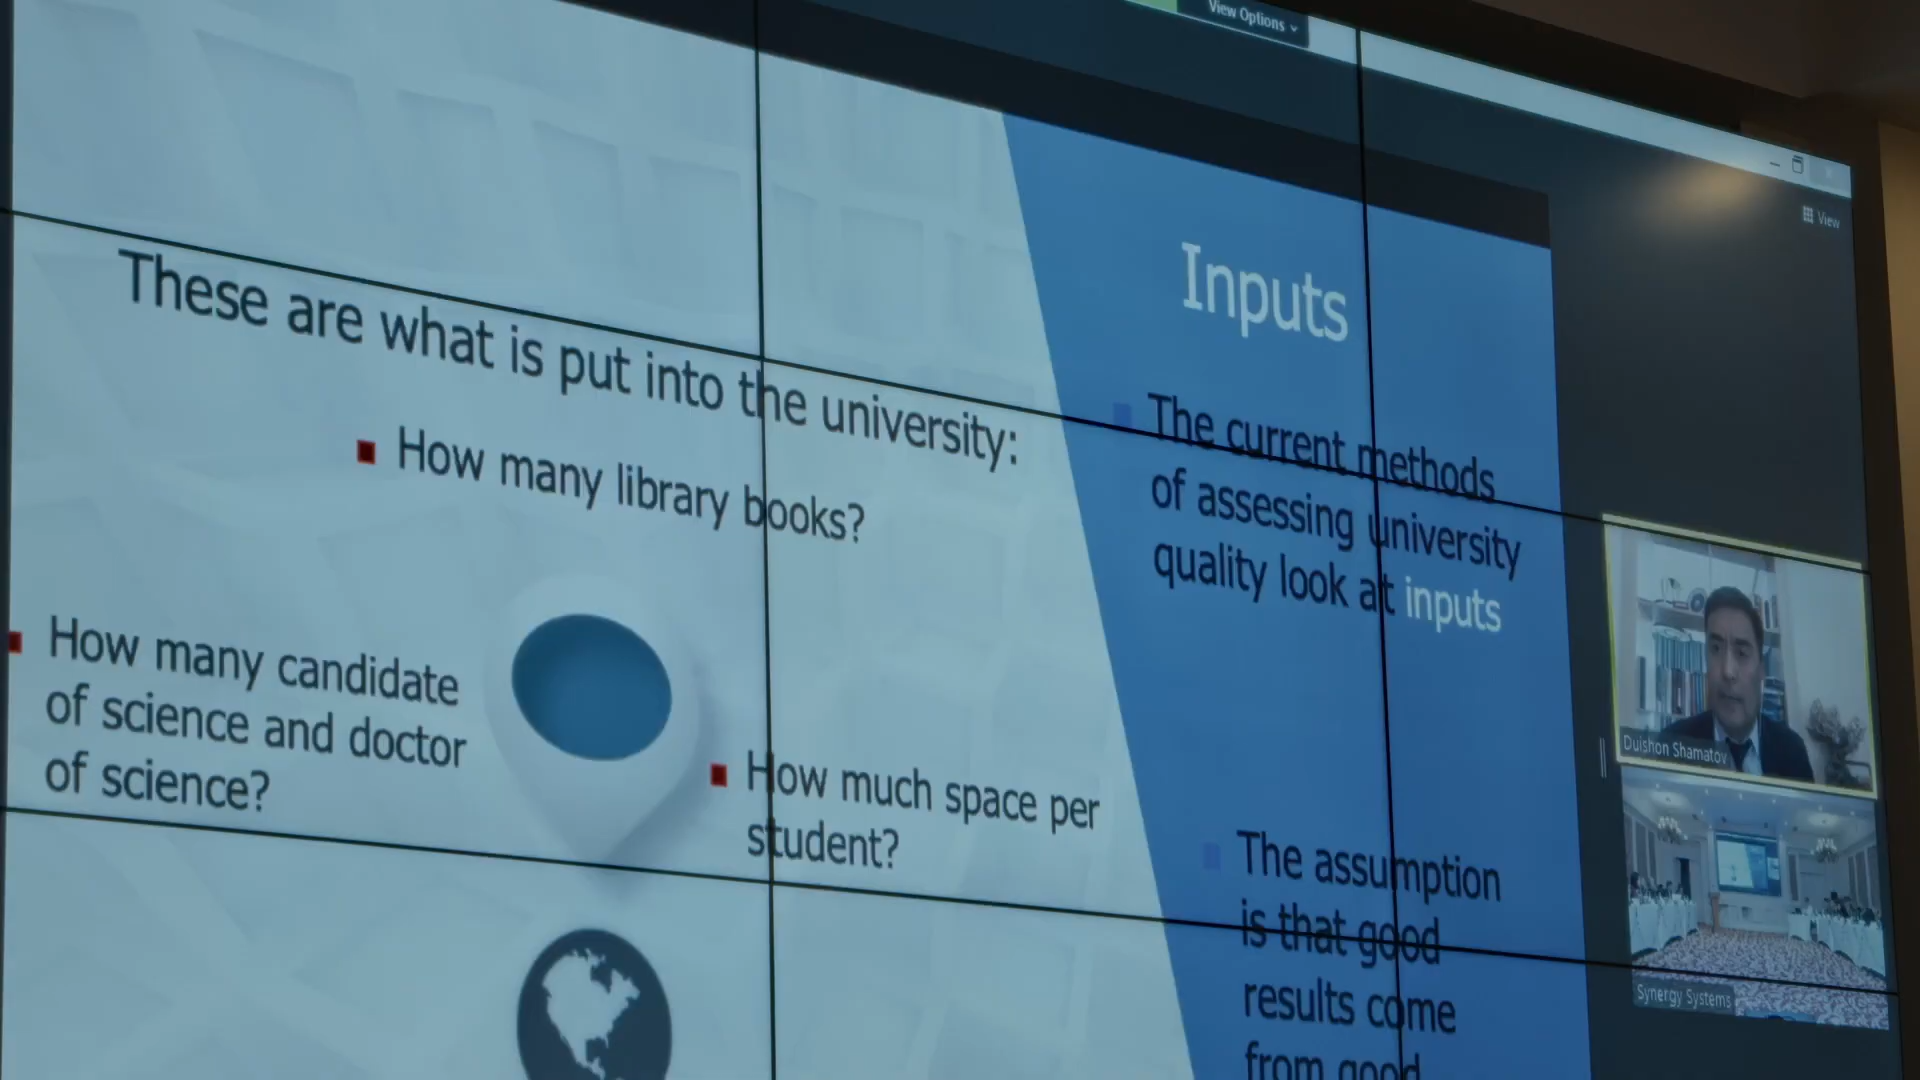 View Options
View
These are what is put into the university:
How many library books?
How many candidate
of science and doctor
of science?
How much space per
student?
Inputs
The current methods
of assessing university
quality look at inputs
The assumption
is that good
results come
from good
Duishon Shamatov
Synergy Systems